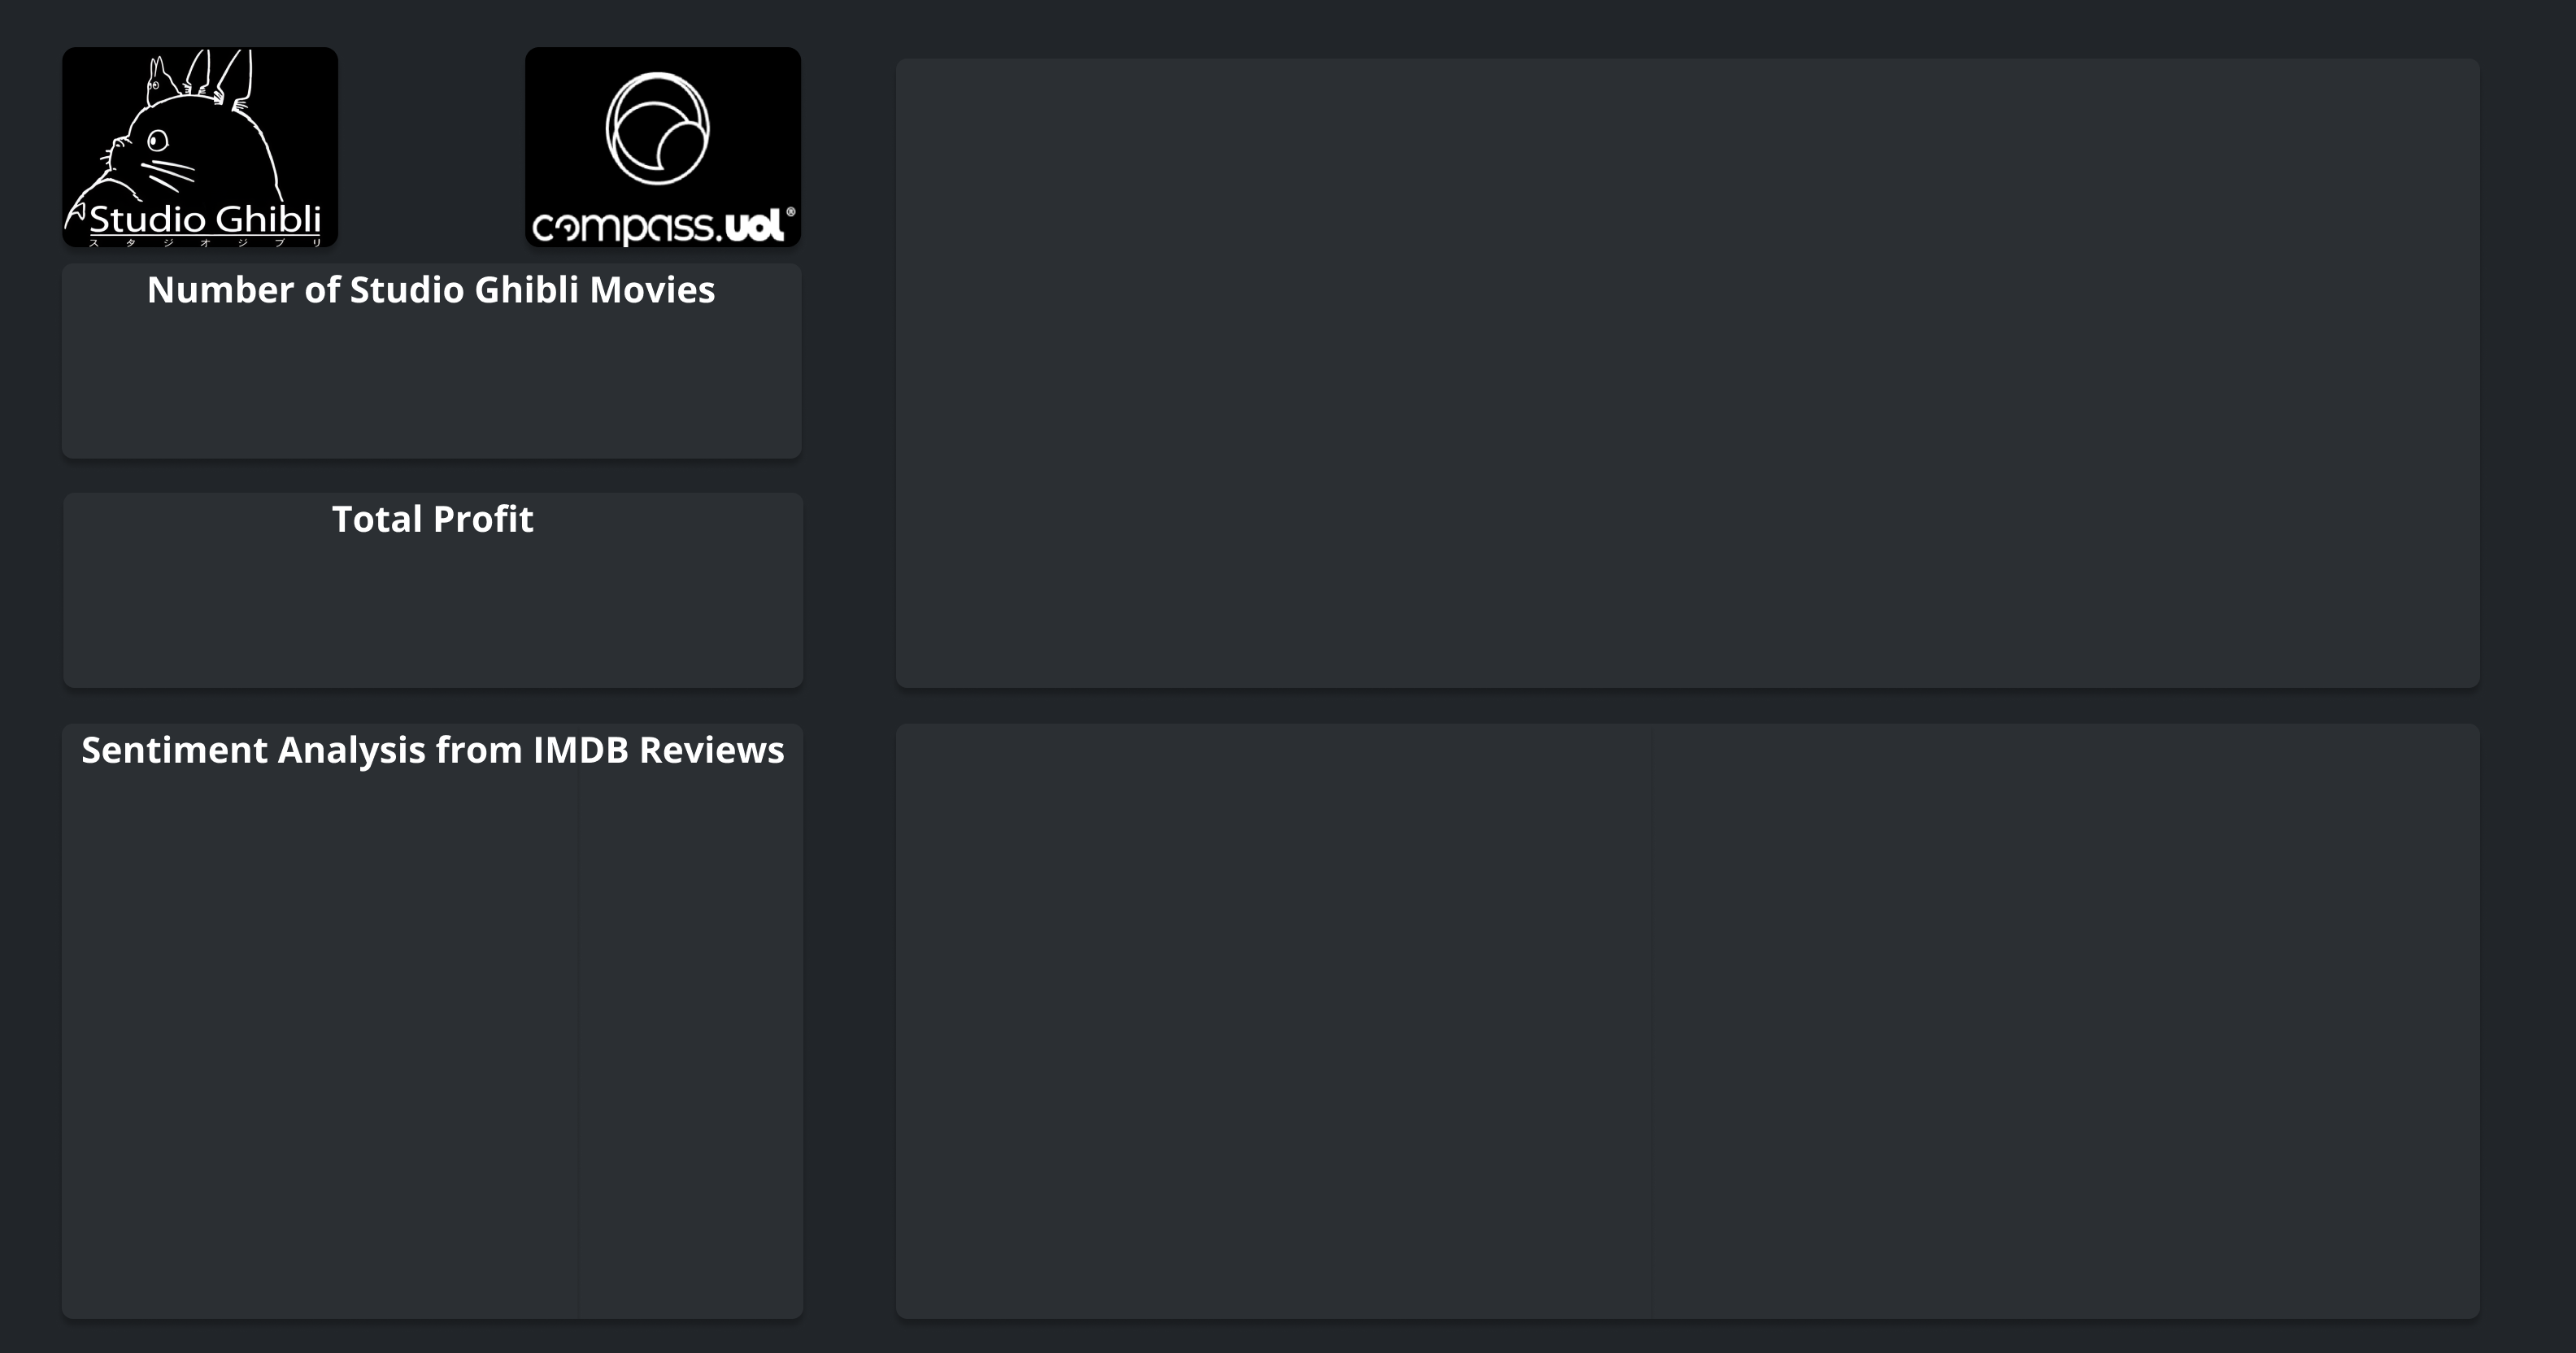 Studio Ghibli
スタジオジブリ
compass.uol®
Number of Studio Ghibli Movies
Total Profit
Sentiment Analysis from IMDB Reviews